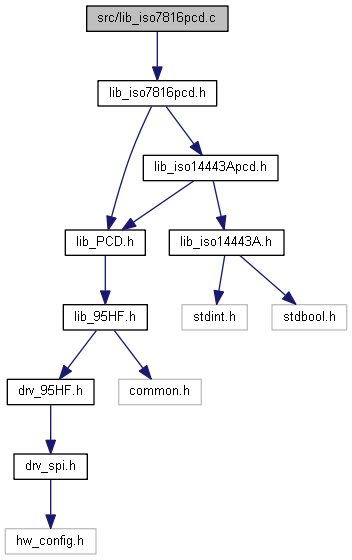 src/lib_iso7816pcd.c
lib_iso7816pcd.h
lib_iso14443Apcd.h
lib_PCD.h
lib_iso14443A.h
lib_95HF.h
stdint.h
stdbool.h
drv_95HF.h
common.h
drv_spi.h
hw_config.h